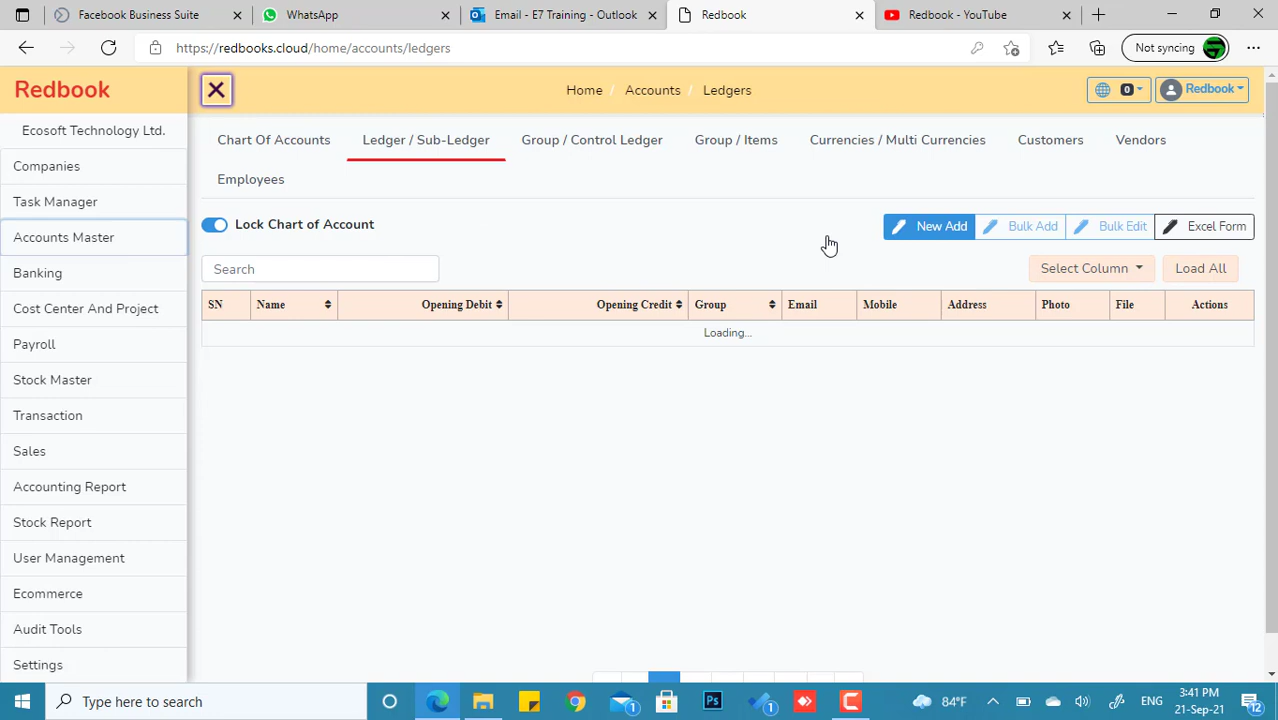 Facebook Business Suite
WhatsApp
Email - E7 Training - Outlook
Redbook
Redbook - YouTube
https://redbooks.cloud/home/accounts/ledgers
Not syncing
Redbook
Home / Accounts / Ledgers
0
Redbook
Ecosoft Technology Ltd.
Companies
Task Manager
Accounts Master
Banking
Cost Center And Project
Payroll
Stock Master
Transaction
Sales
Accounting Report
Stock Report
User Management
Ecommerce
Audit Tools
Settings
Chart Of Accounts
Ledger / Sub-Ledger
Group / Control Ledger
Group / Items
Currencies / Multi Currencies
Customers
Vendors
Employees
Lock Chart of Account
New Add
Bulk Add
Bulk Edit
Excel Form
Search
Select Column
Load All
SN Name Opening Debit Opening Credit Group Email Mobile Address Photo File Actions
Loading...
Type here to search
1
Ps
1
84°F
ENG
3:41 PM
21-Sep-21
12